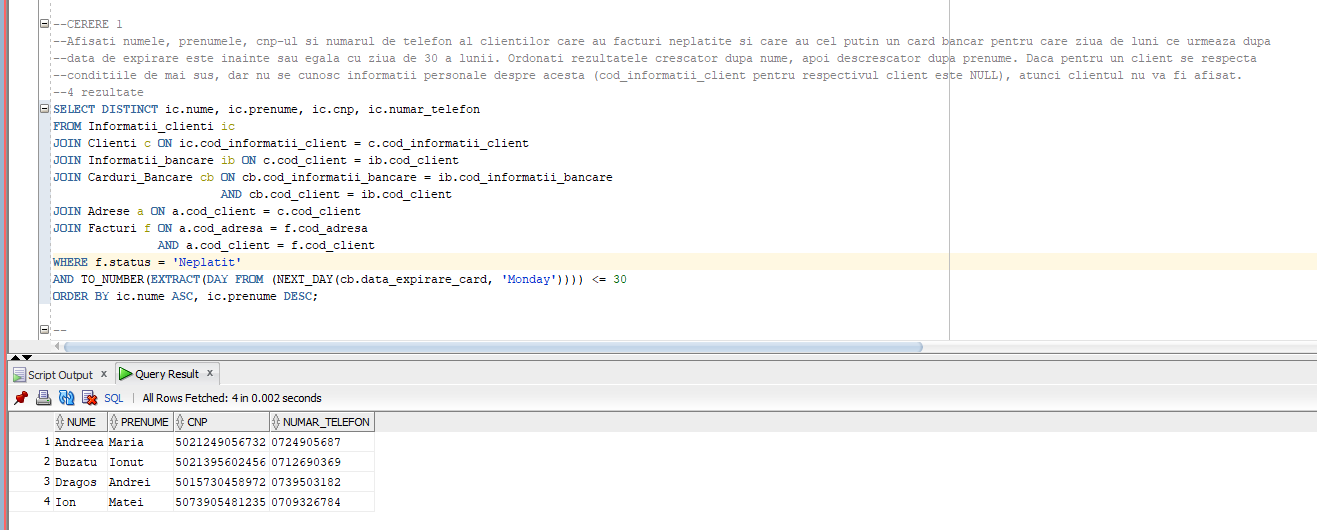 --CERERE 1
--Afisati numele, prenumele, cnp-ul si numarul de telefon al clientilor care au facturi neplatite si care au cel putin un card bancar pentru care ziua de luni ce urmeaza dupa
--data de expirare este inainte sau egala cu ziua de 30 a lunii. Ordonati rezultatele crescator dupa nume, apoi descrescator dupa prenume. Daca pentru un client se respecta
--conditiile de mai sus, dar nu se cunosc informatii personale despre acesta (cod_informatii_client pentru respectivul client este NULL), atunci clientul nu va fi afisat.
--4 rezultate
SELECT DISTINCT ic.nume, ic.prenume, ic.cnp, ic.numar_telefon
FROM Informatii_clienti ic
JOIN Clienti c ON ic.cod_informatii_client = c.cod_informatii_client
JOIN Informatii_bancare ib ON c.cod_client = ib.cod_client
JOIN Carduri_Bancare cb ON cb.cod_informatii_bancare = ib.cod_informatii_bancare
AND cb.cod_client = ib.cod_client
JOIN Adrese a ON a.cod_client = c.cod_client
JOIN Facturi f ON a.cod_adresa = f.cod_adresa
AND a.cod_client = f.cod_client
WHERE f.status = 'Neplatit'
AND TO_NUMBER(EXTRACT(DAY FROM (NEXT_DAY(cb.data_expirare_card, 'Monday')))) <= 30
ORDER BY ic.nume ASC, ic.prenume DESC;
--
Script Output x Query Result x
SQL | All Rows Fetched: 4 in 0.002 seconds
NUME PRENUME CNP NUMAR_TELEFON
1 Andreea Maria 5021249056732 0724905687
2 Buzatu Ionut 5021395602456 0712690369
3 Dragos Andrei 5015730458972 0739503182
4 Ion Matei 5073905481235 0709326784